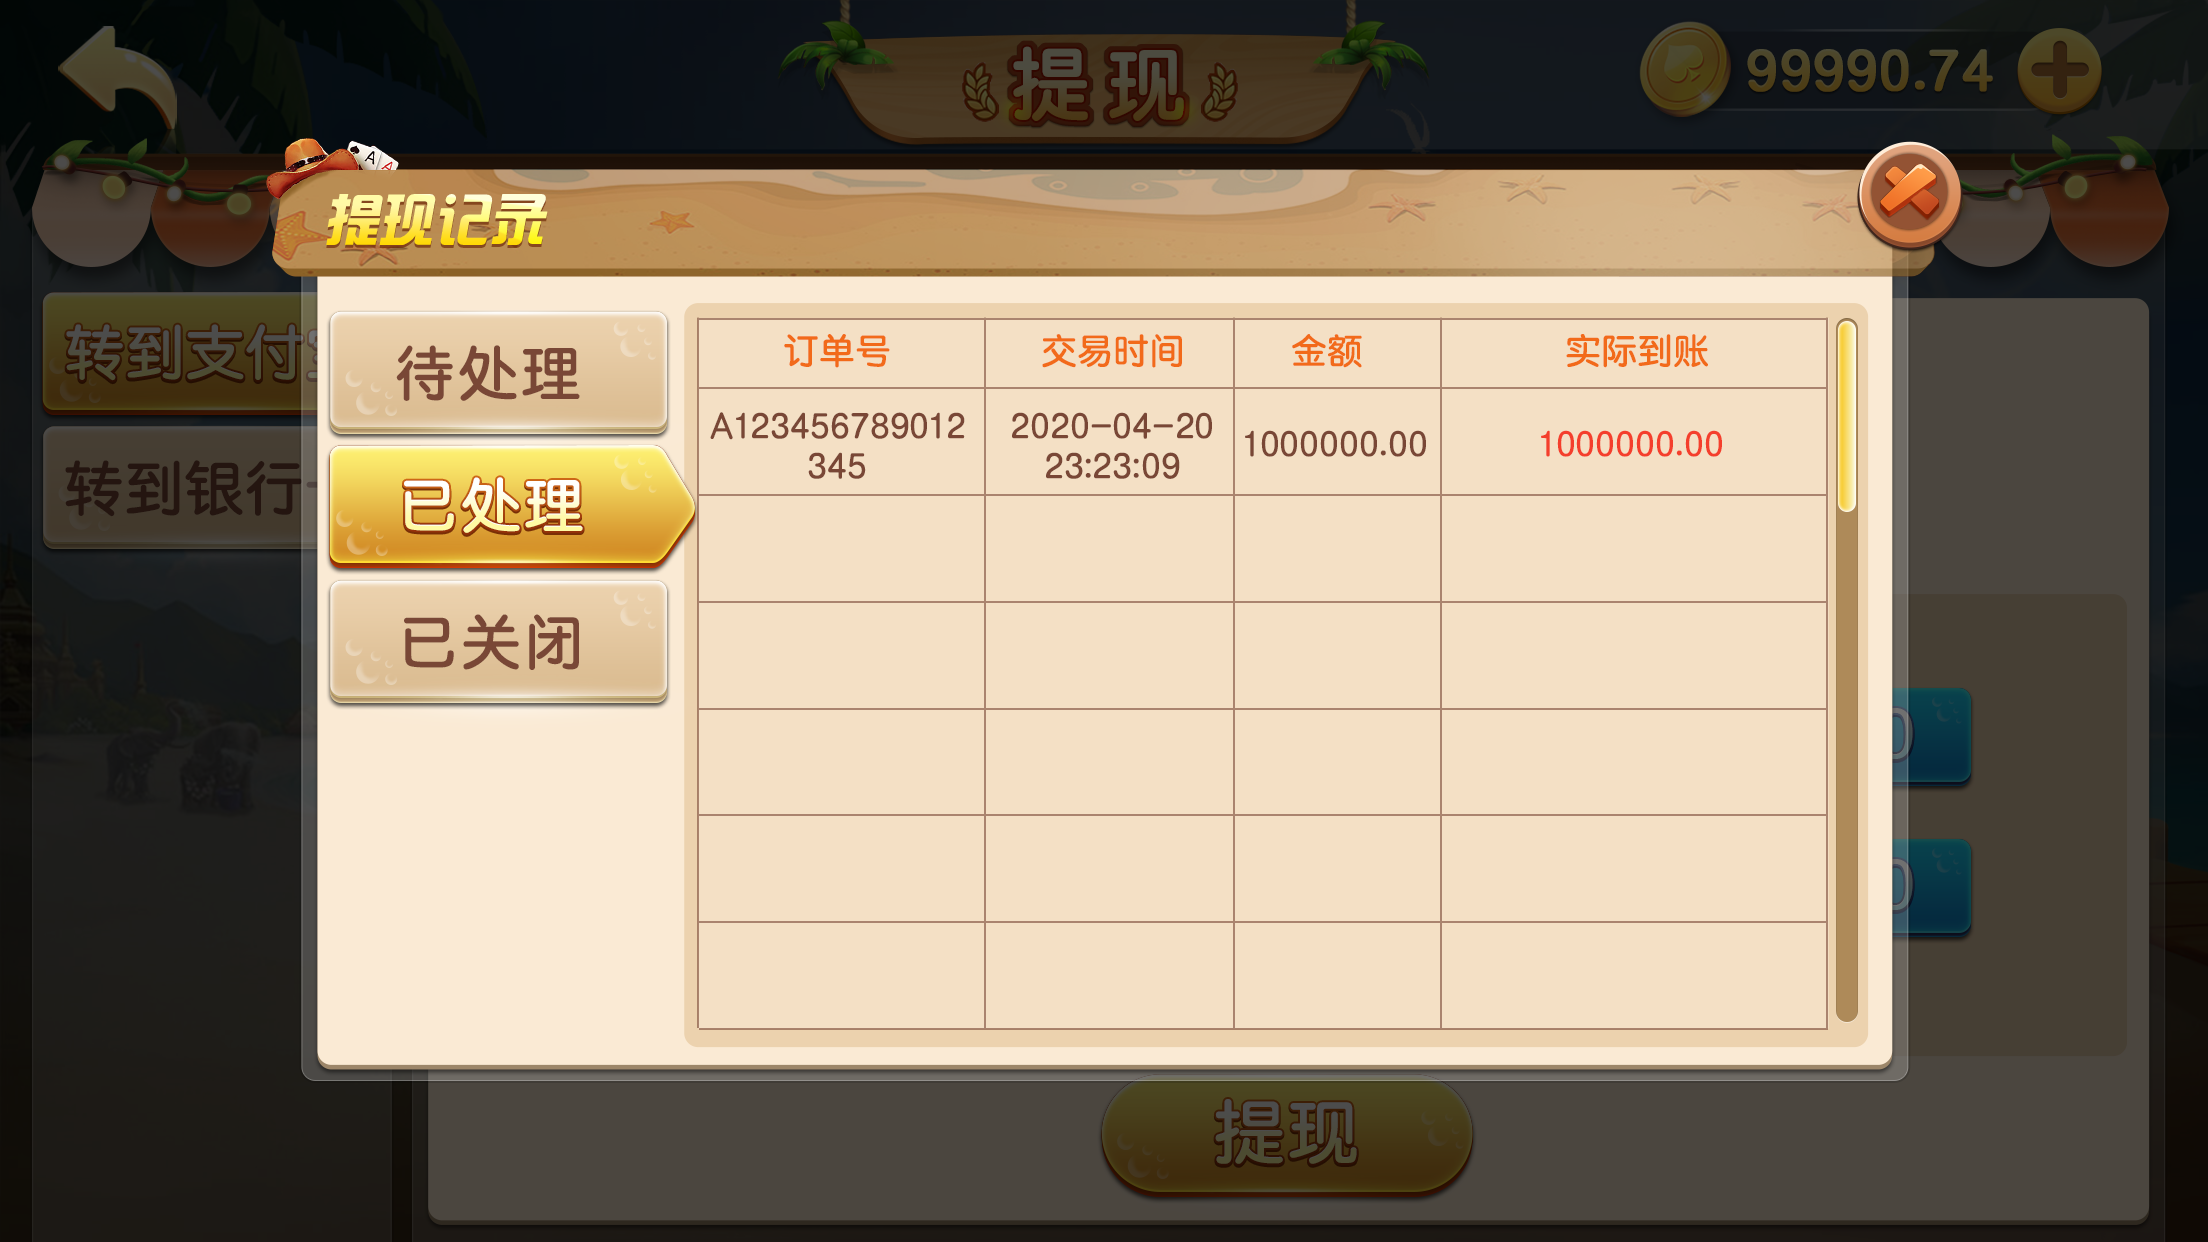 提现
99990.74
提现记录
转到支付
转到银行
待处理
已处理
已关闭
订单号 交易时间 金额 实际到账
A123456789012
345
2020-04-20
23:23:09
1000000.00
1000000.00
0
0
提现